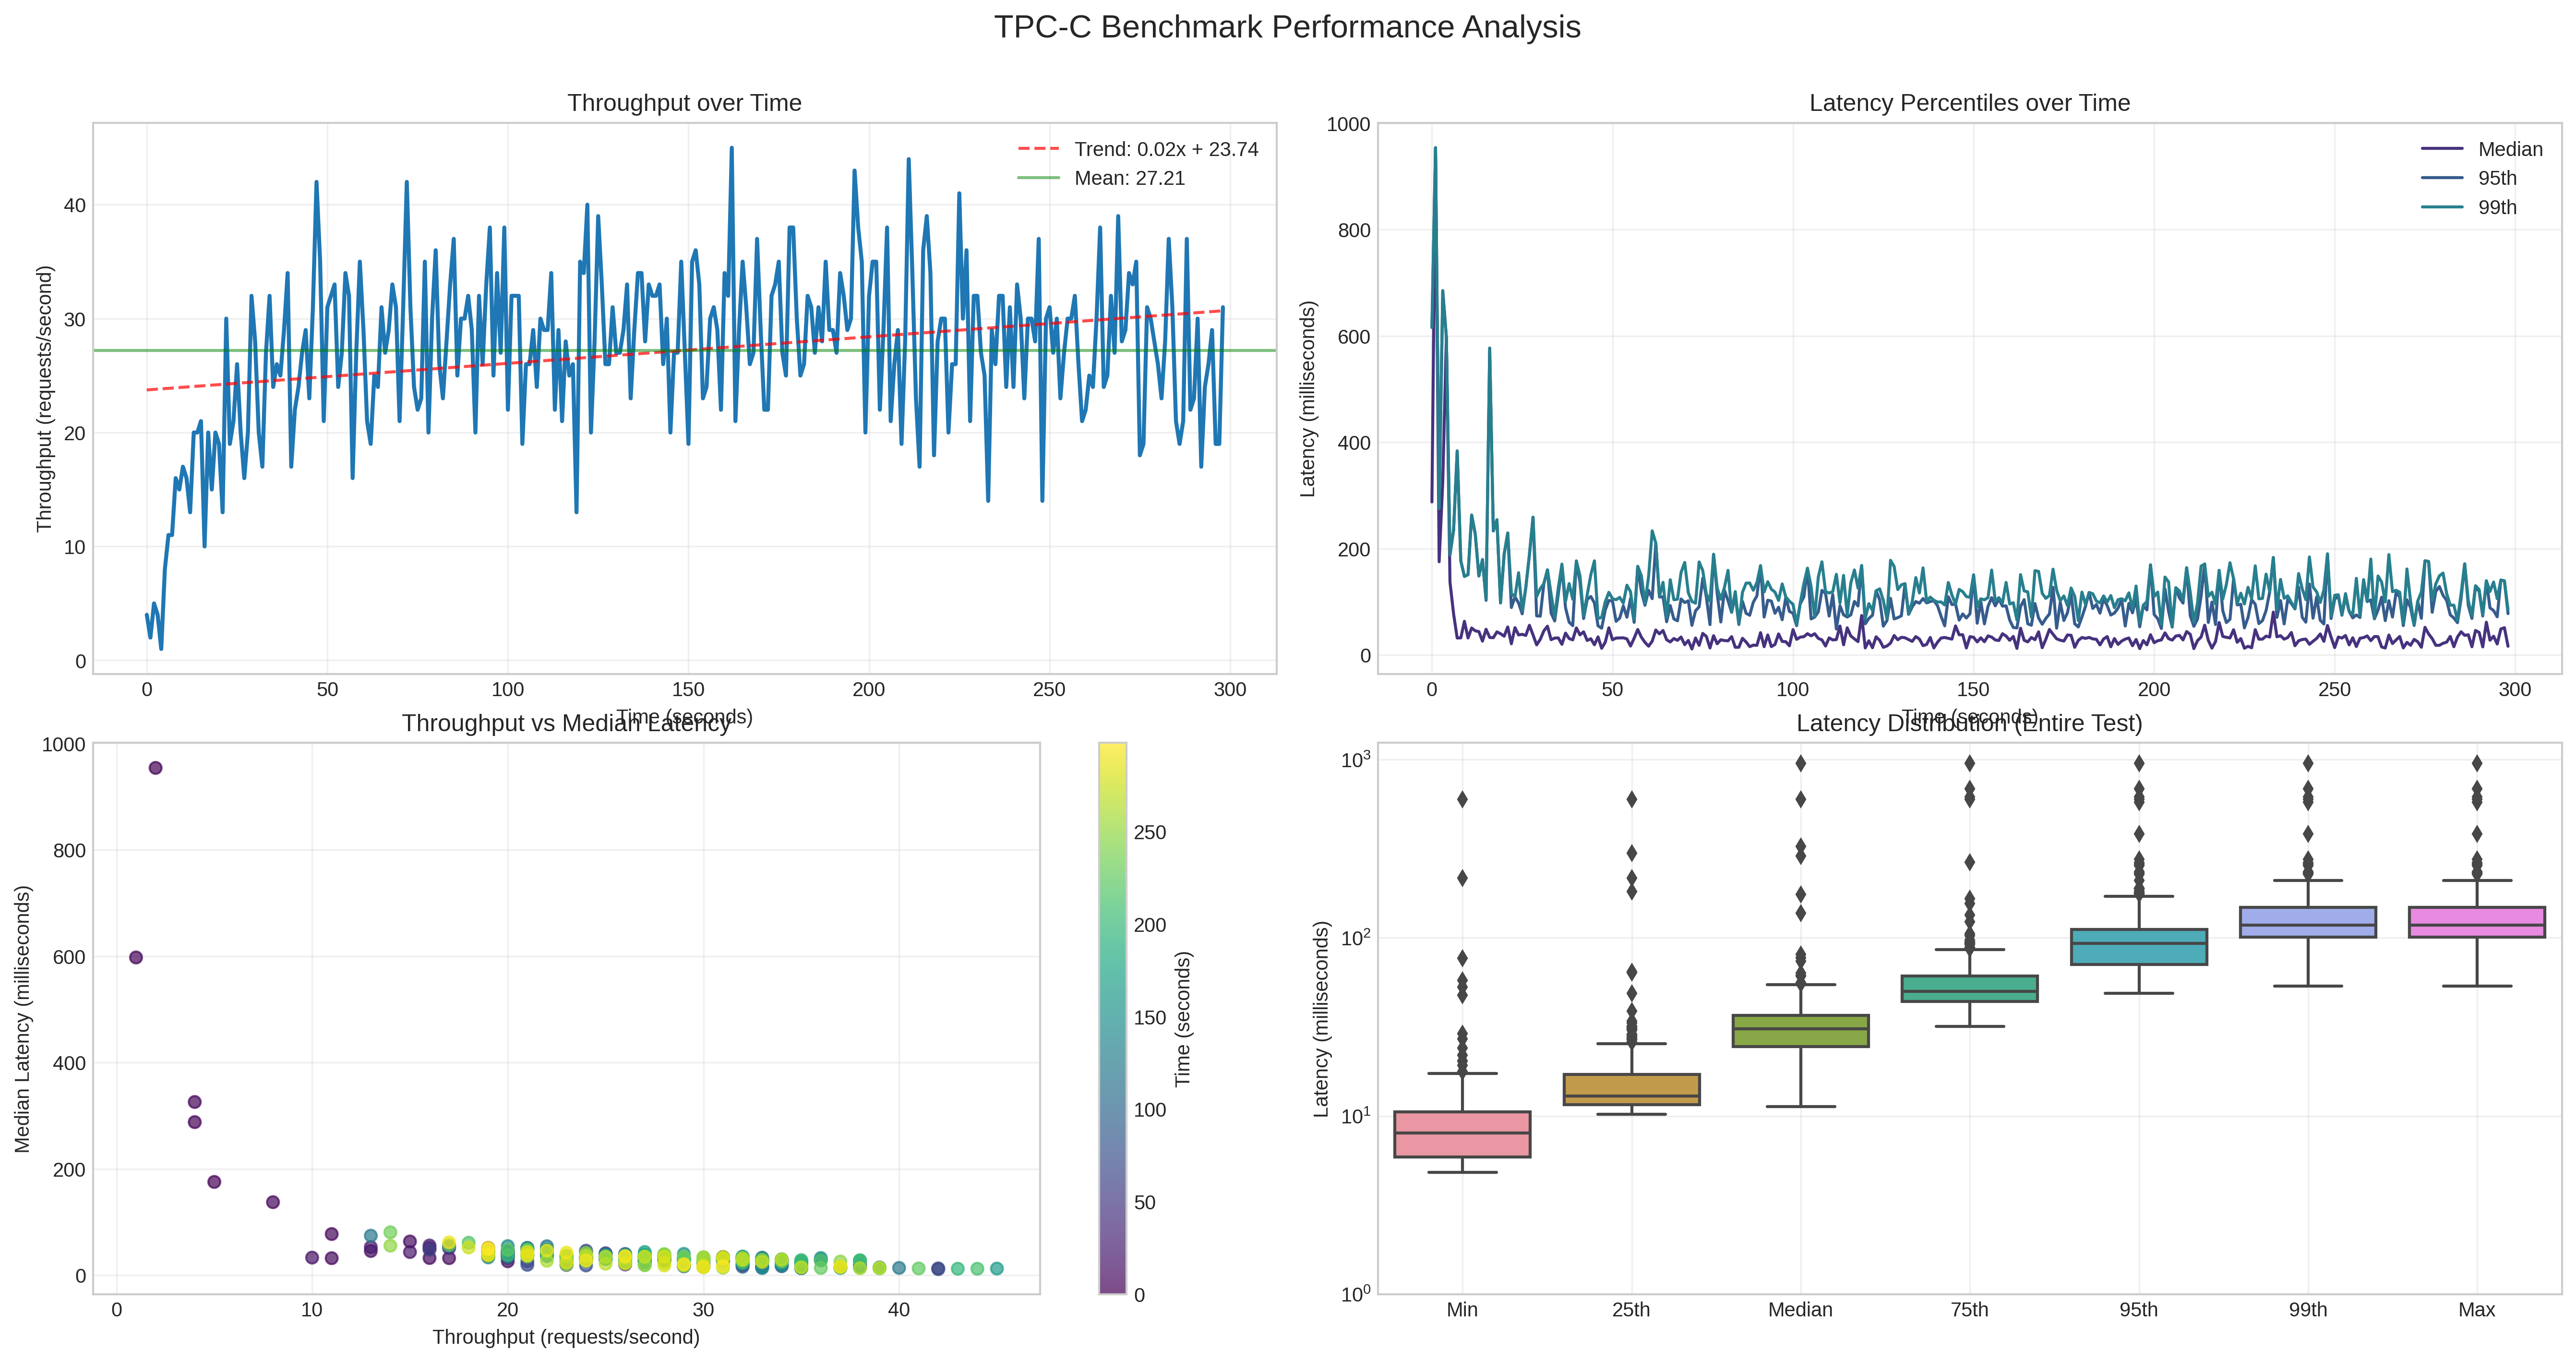 TPC-C Benchmark Performance Analysis
Throughput over Time
Throughput (requests/second)
40
30
20
10
0
Trend: 0.02x + 23.74
Mean: 27.21
0 50 100 150 200 250 300
Time (seconds)
Latency Percentiles over Time
Latency (milliseconds)
1000
800
600
400
200
0
Median
95th
99th
0 50 100 150 200 250 300
Time (seconds)
Throughput vs Median Latency
Median Latency (milliseconds)
1000
800
600
400
200
0
0 10 20 30 40
Throughput (requests/second)
250
200
150
100
50
0
Time (seconds)
Latency Distribution (Entire Test)
Latency (milliseconds)
10³
10²
10¹
10⁰
Min 25th Median 75th 95th 99th Max